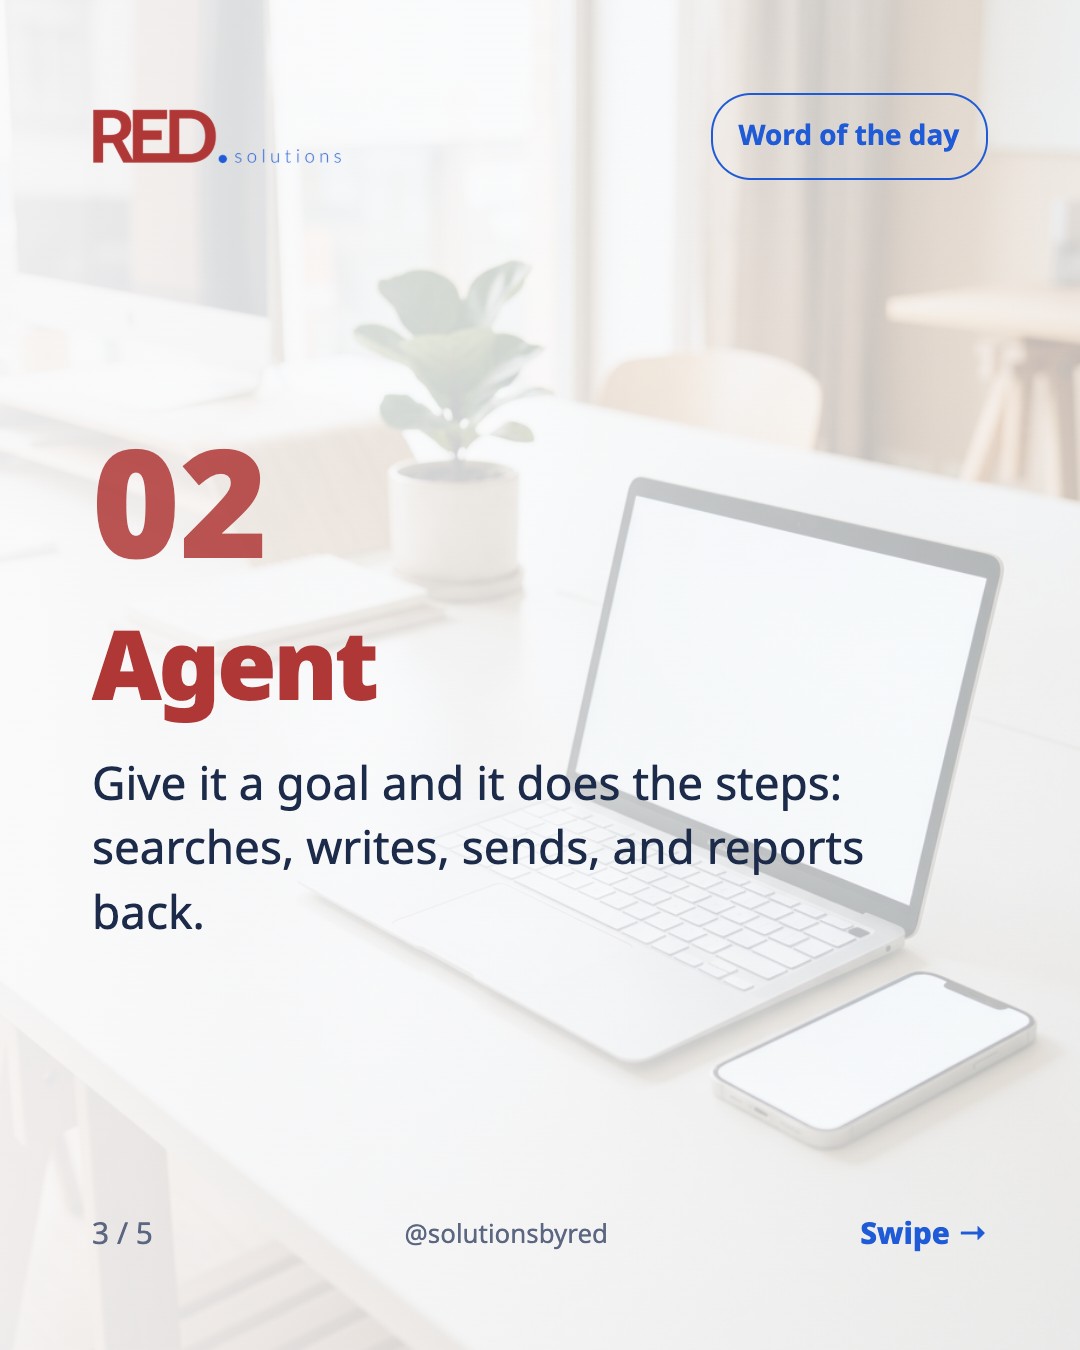 RED.solutions
Word of the day
02
Agent
Give it a goal and it does the steps:
searches, writes, sends, and reports
back.
3 / 5
@solutionsbyred
Swipe →